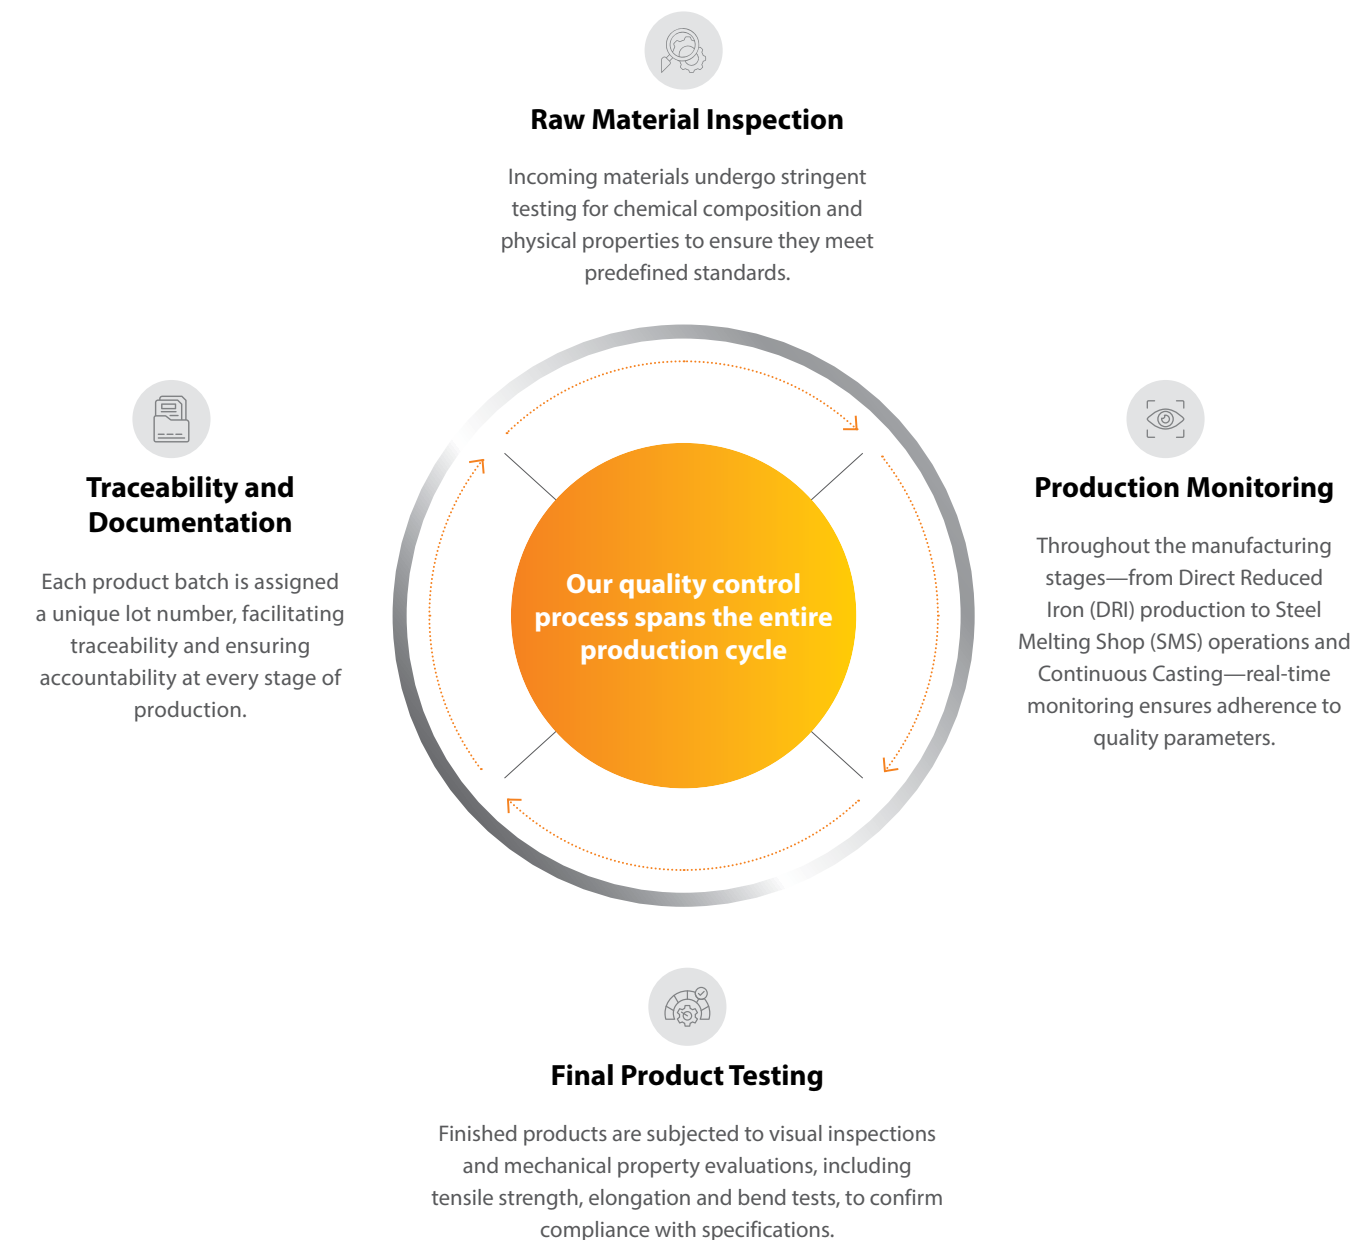 Raw Material Inspection
Incoming materials undergo stringent
testing for chemical composition and
physical properties to ensure they meet
predefined standards.
Traceability and
Documentation
Each product batch is assigned
a unique lot number, facilitating
traceability and ensuring
accountability at every stage of
production.
Our quality control
process spans the entire
production cycle
Production Monitoring
Throughout the manufacturing
stages—from Direct Reduced
Iron (DRI) production to Steel
Melting Shop (SMS) operations and
Continuous Casting—real-time
monitoring ensures adherence to
quality parameters.
Final Product Testing
Finished products are subjected to visual inspections
and mechanical property evaluations, including
tensile strength, elongation and bend tests, to confirm
compliance with specifications.